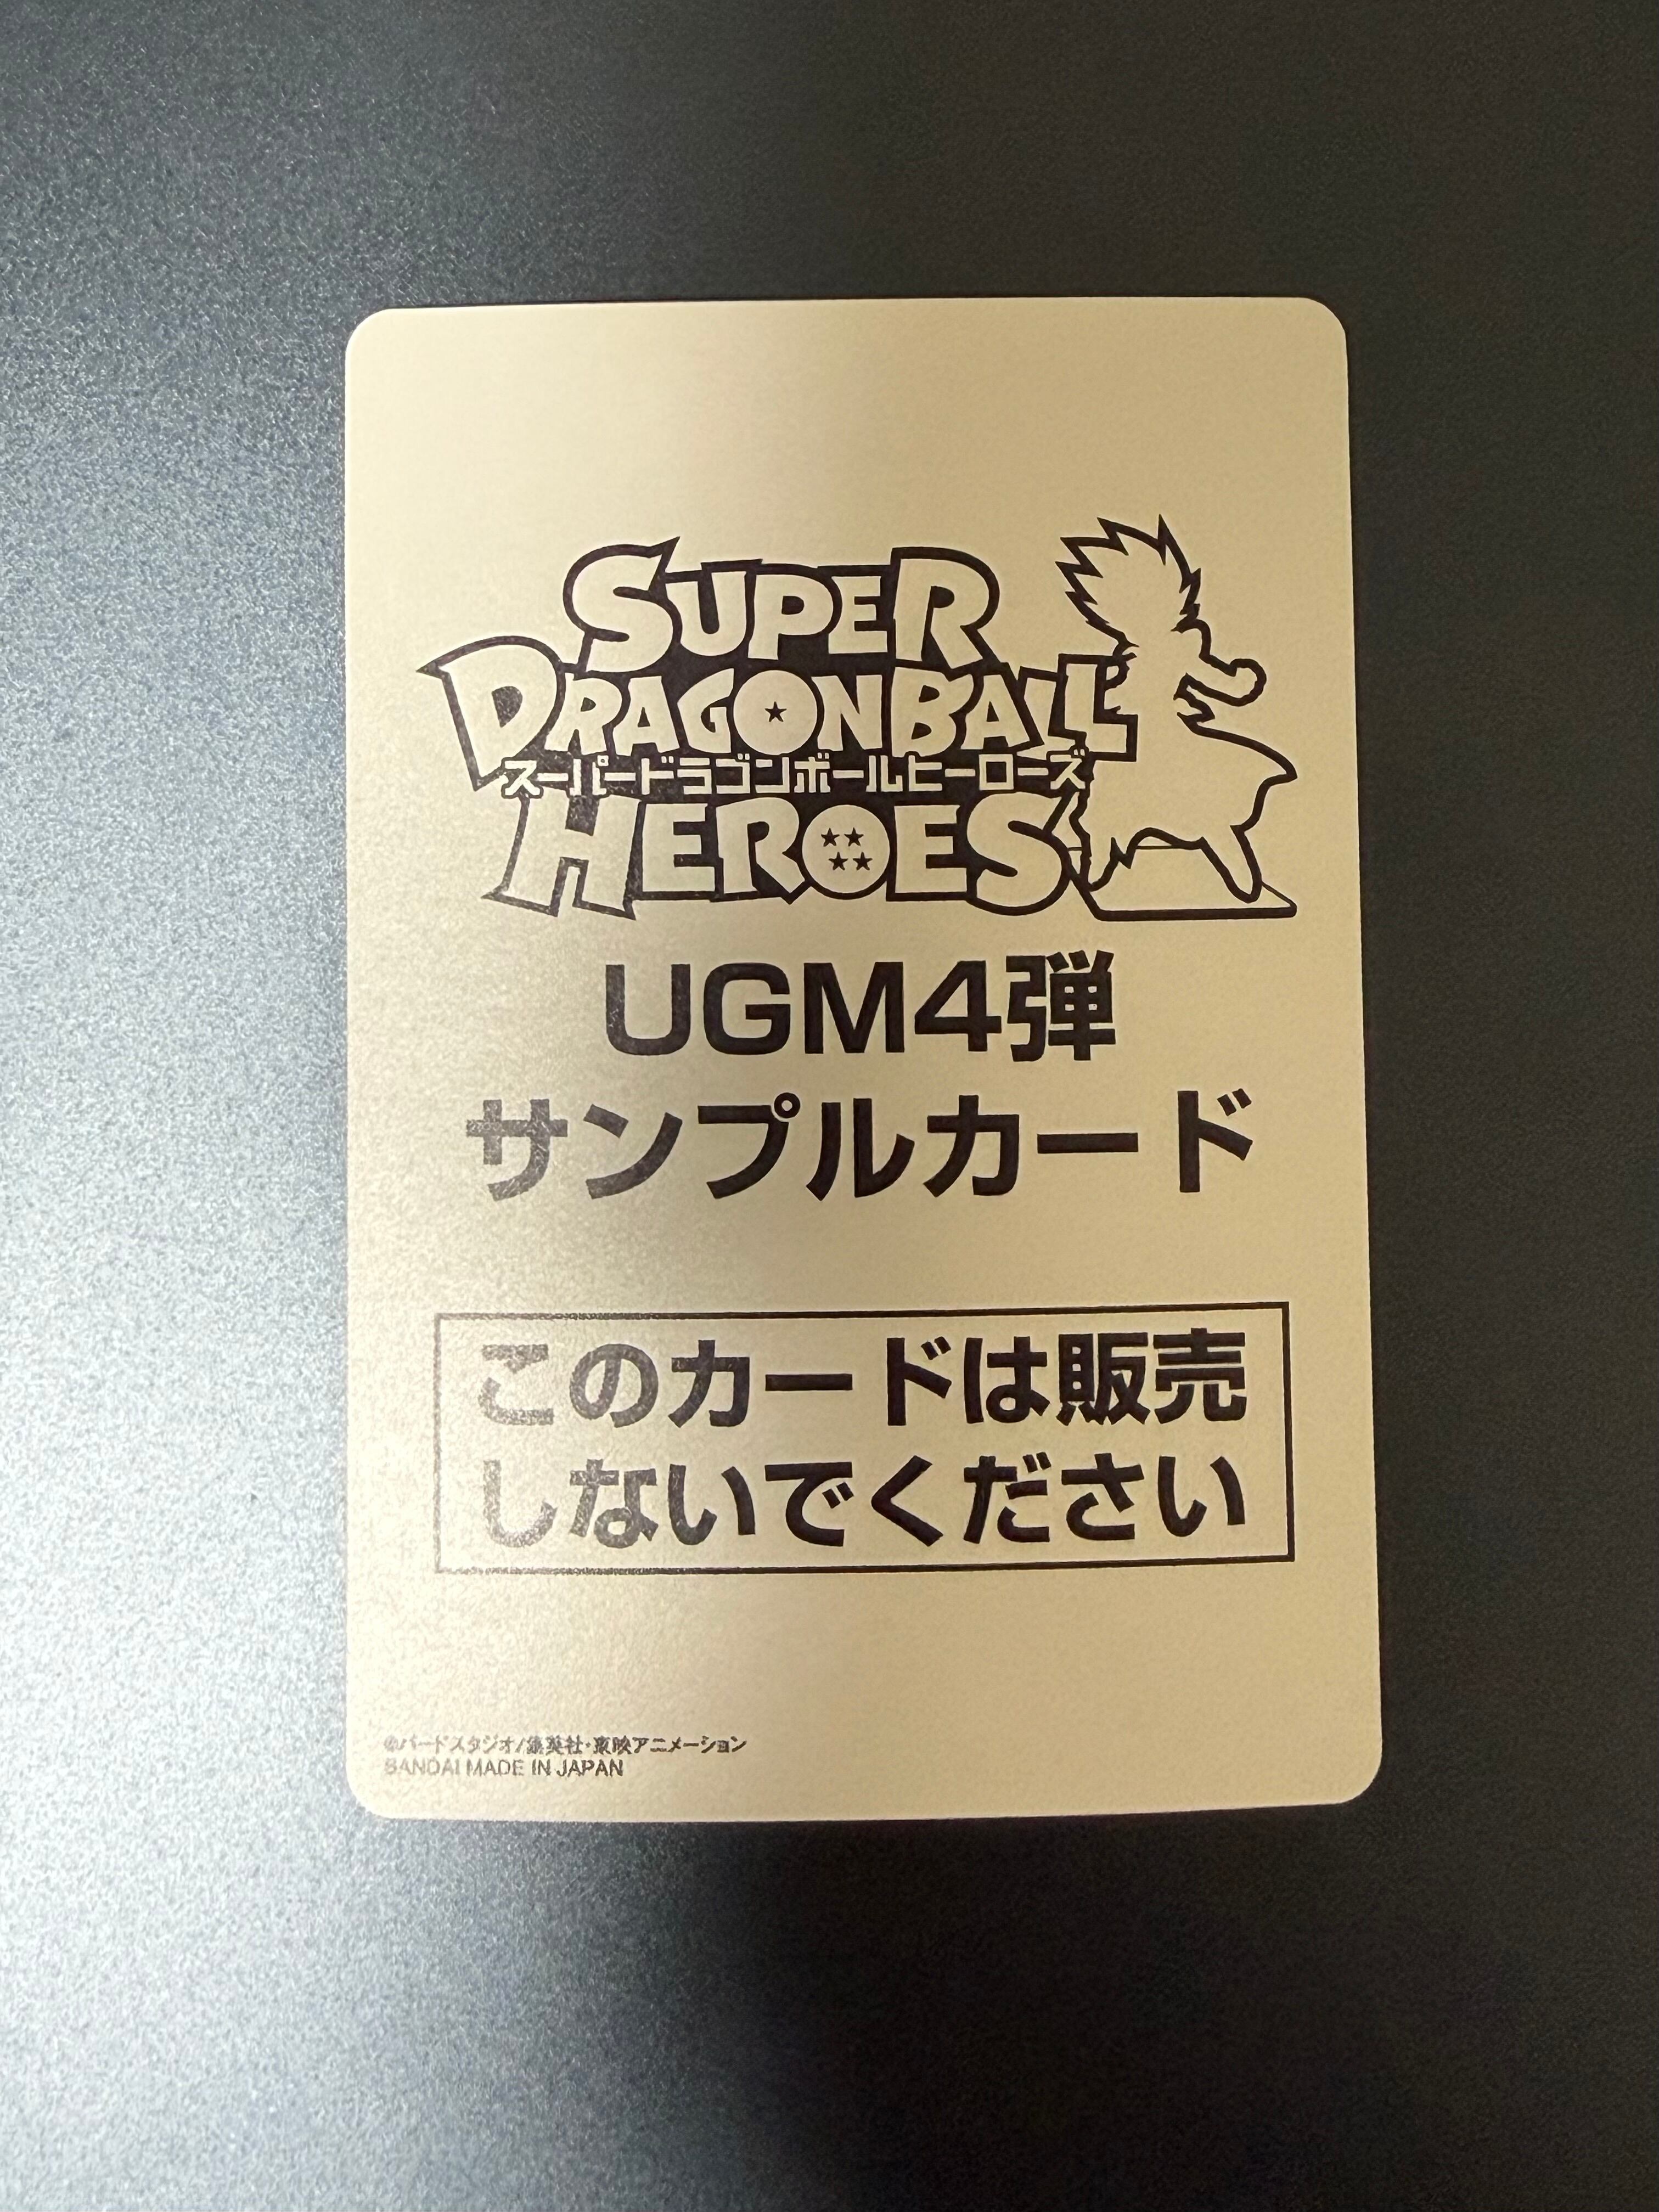 SUPER
DRAGONBALL
スーパードラゴンボールヒーローズ
HEROES
UGM4弾
サンプルカード
このカードは販売
しないでください
©バードスタジオ/集英社・東映アニメーション
BANDAI MADE IN JAPAN